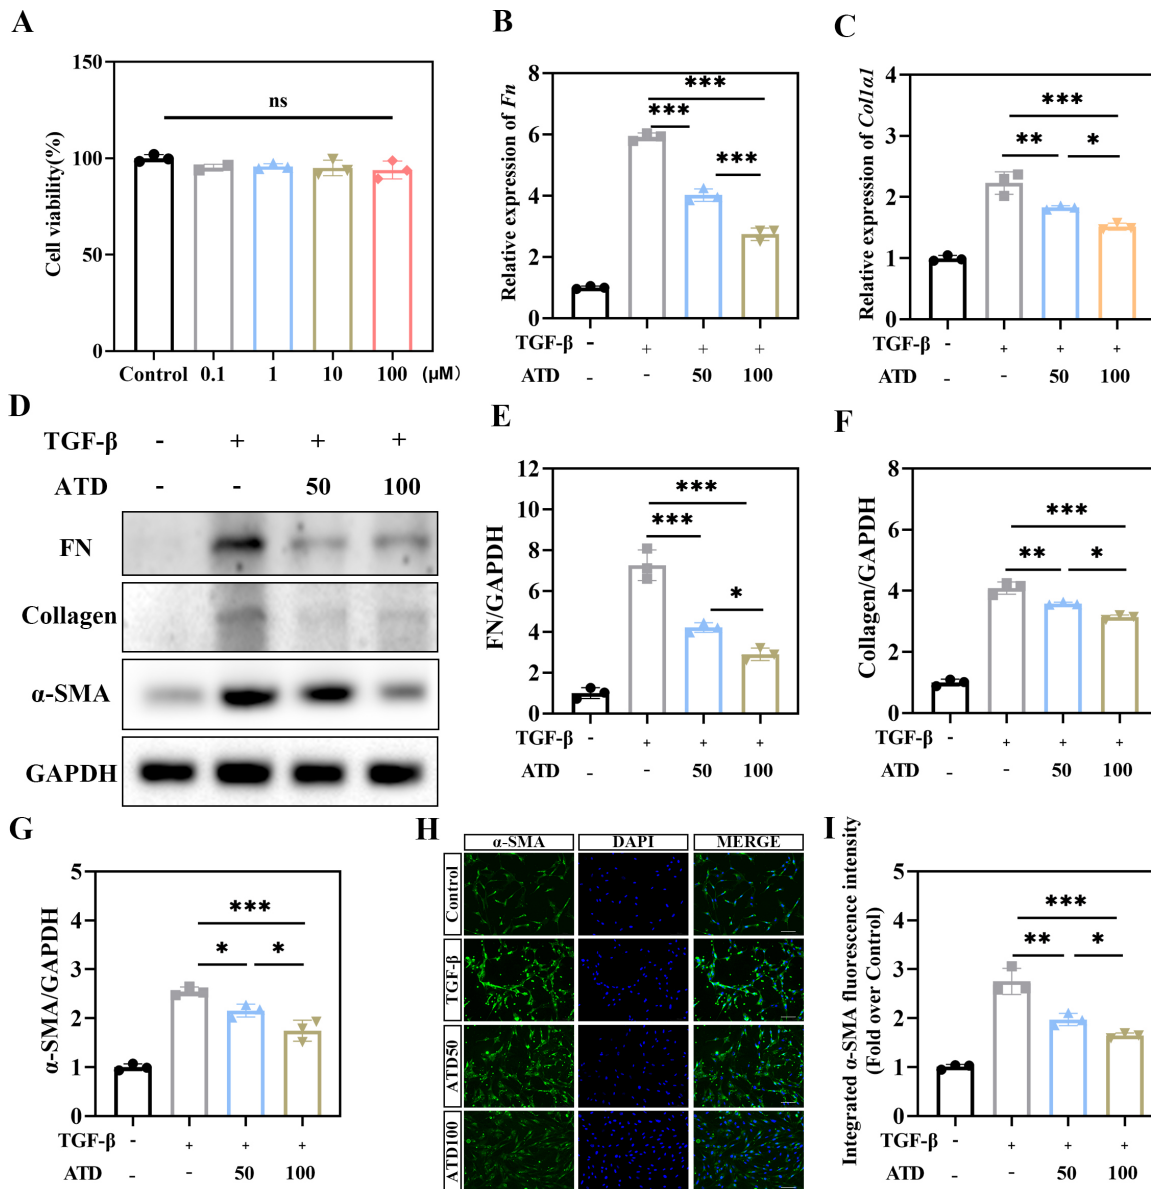 A
150
100
50
0
Cell viability(%)
ns
Control 0.1 1 10 100 (μM)
B
8
6
4
2
0
Relative expression of Fn
***
***
***
TGF-β - + + +
ATD - - 50 100
C
4
3
2
1
0
Relative expression of Col1a1
***
** *
TGF-β - + + +
ATD - - 50 100
D
TGF-β - + + +
ATD - - 50 100
FN
Collagen
α-SMA
GAPDH
E
12
10
8
6
4
2
0
FN/GAPDH
***
***
*
TGF-β - + + +
ATD - - 50 100
F
8
6
4
2
0
Collagen/GAPDH
***
** *
TGF-β - + + +
ATD - - 50 100
G
5
4
3
2
1
0
α-SMA/GAPDH
***
* *
TGF-β - + + +
ATD - - 50 100
H
α-SMA DAPI MERGE
Control
TGF-β
ATD50
ATD100
I
5
4
3
2
1
0
Integrated α-SMA fluorescence intensity
(Fold over Control)
***
** *
TGF-β - + + +
ATD - - 50 100